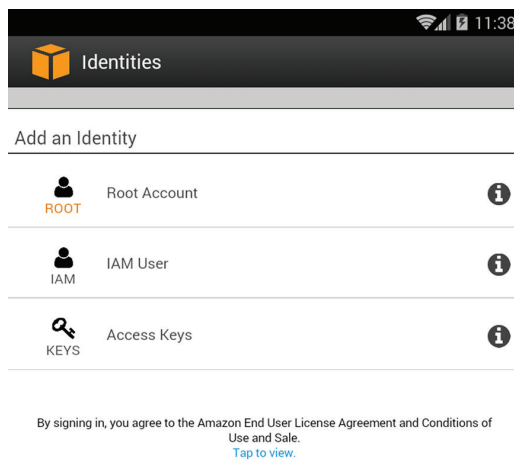 11:38
Identities
Add an Identity
ROOT
Root Account
IAM
IAM User
KEYS
Access Keys
By signing in, you agree to the Amazon End User License Agreement and Conditions of
Use and Sale.
Tap to view.